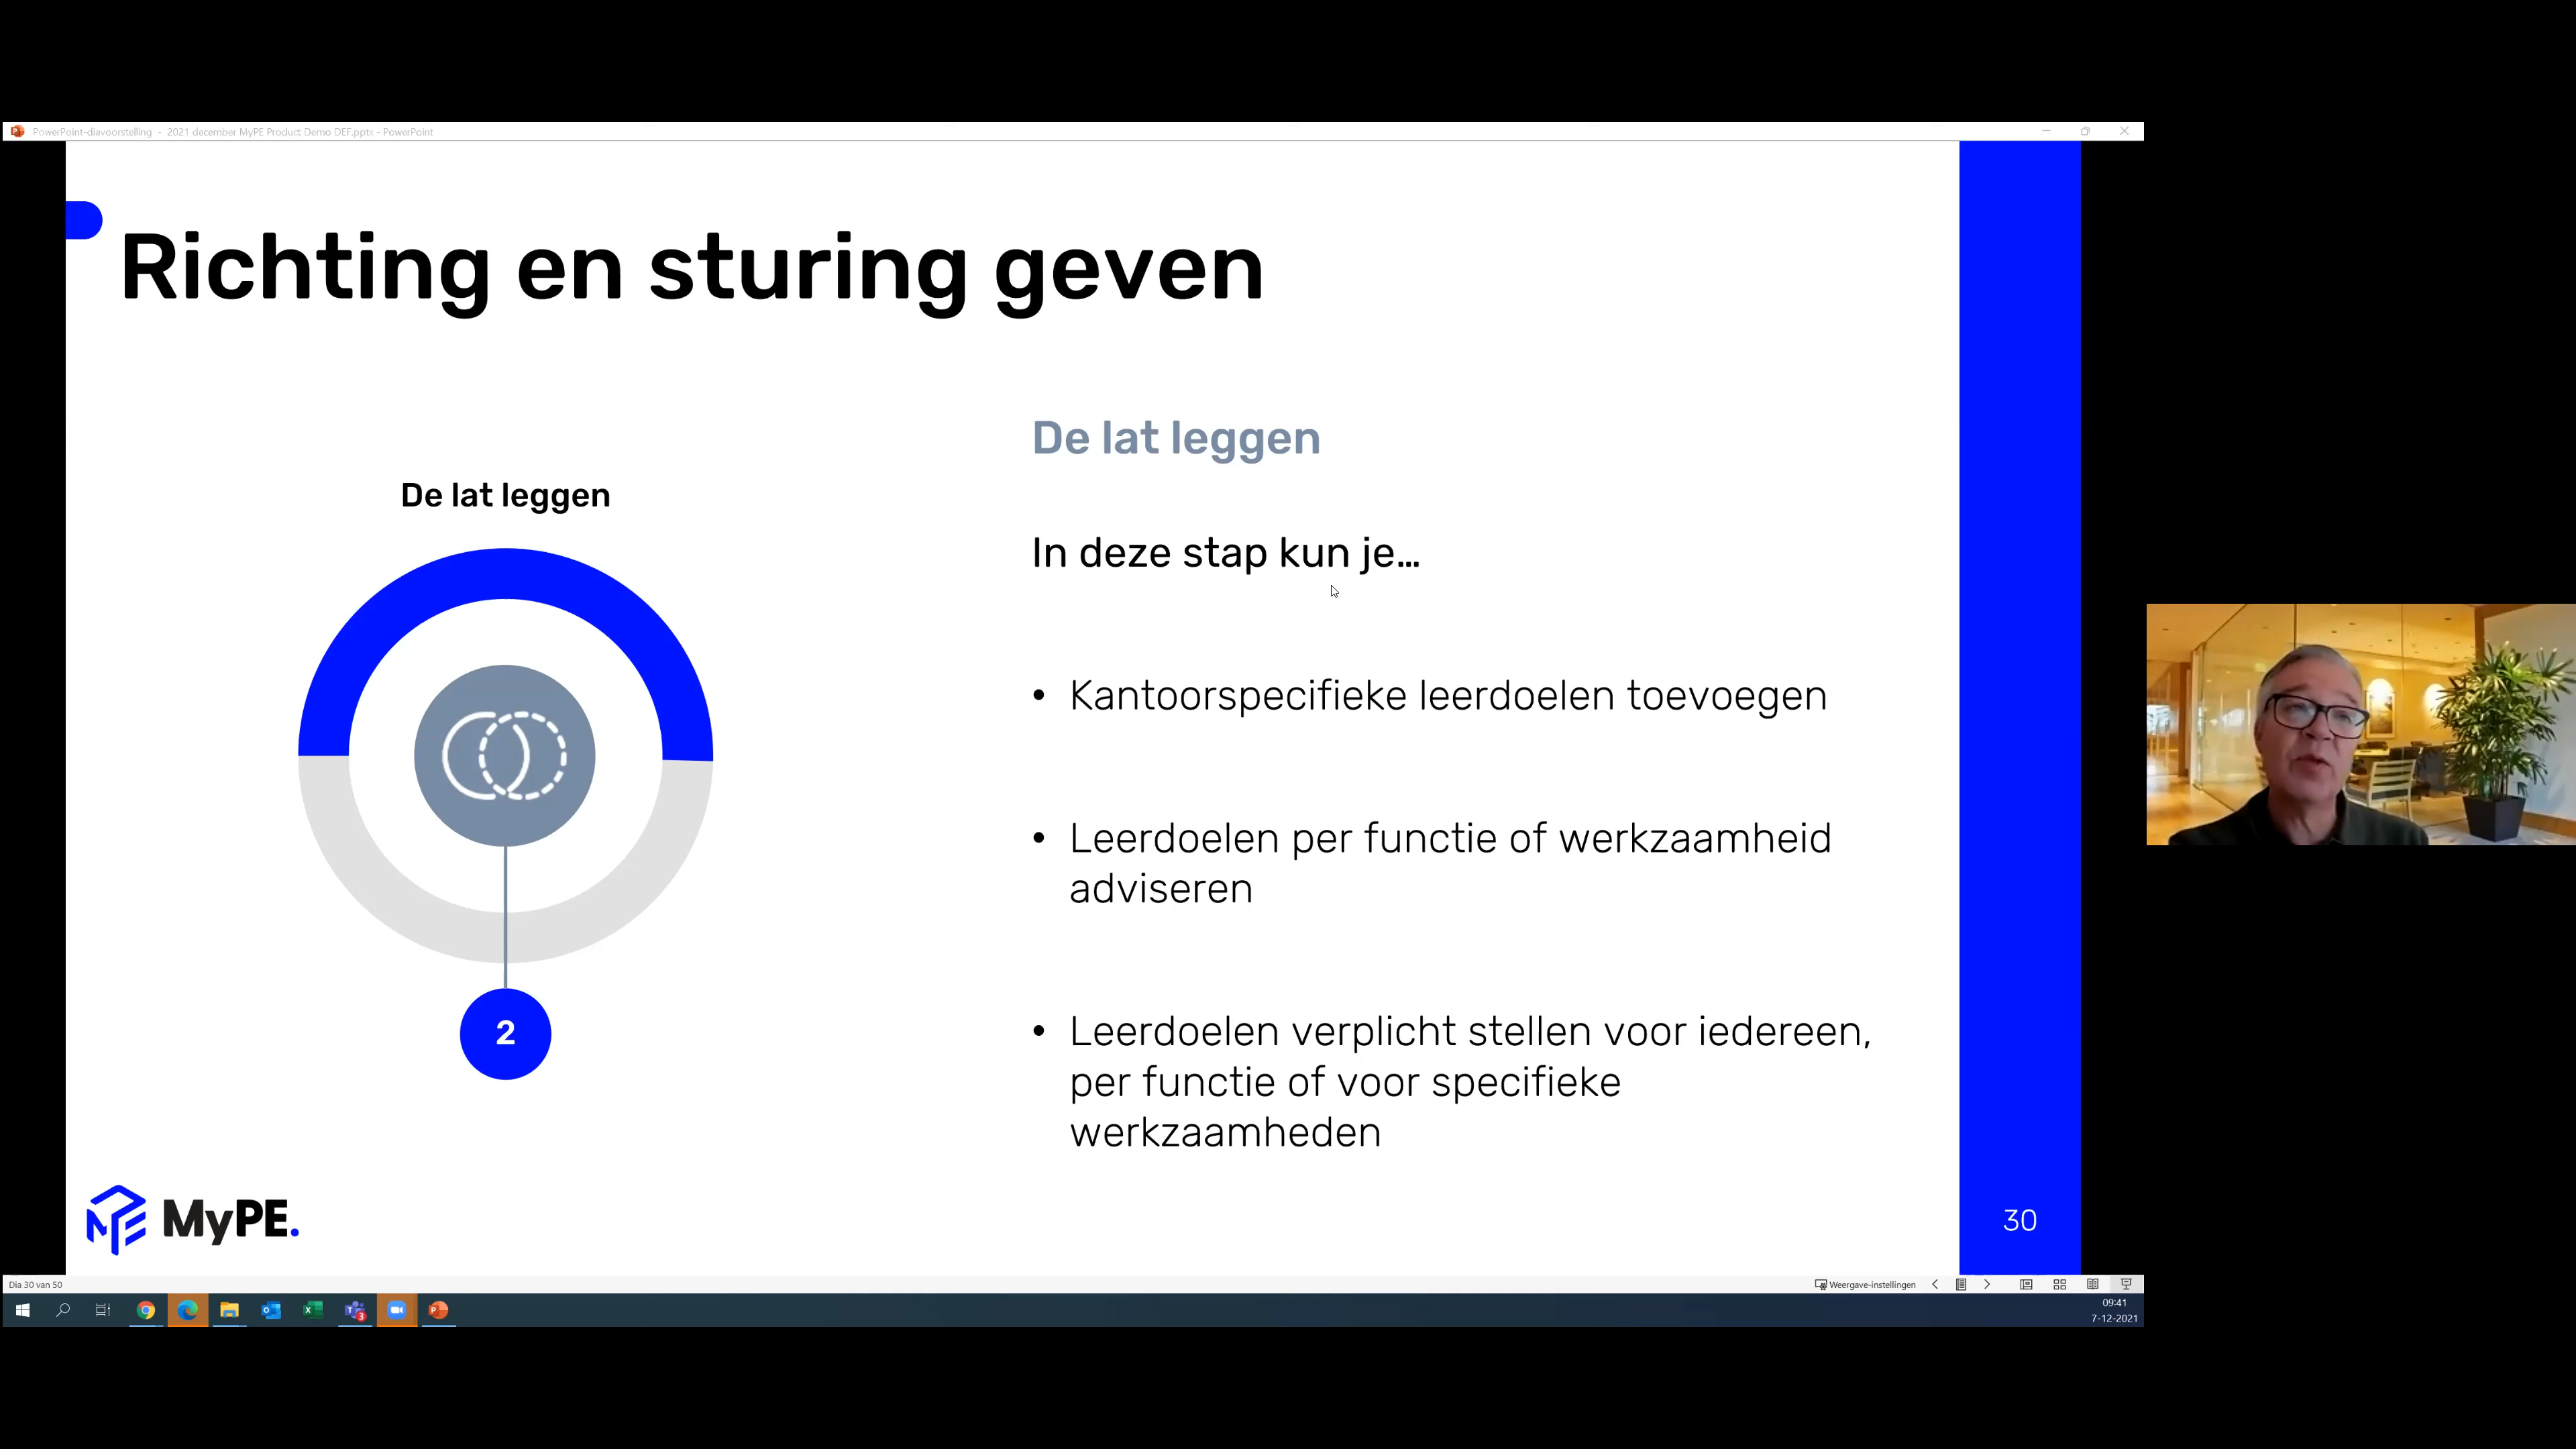 PowerPoint-diavoorstelling - 2021 december MyPE Product Demo DEF.pptx - PowerPoint
Richting en sturing geven
De lat leggen
De lat leggen
In deze stap kun je...
• Kantoorspecifieke leerdoelen toevoegen
• Leerdoelen per functie of werkzaamheid
adviseren
• Leerdoelen verplicht stellen voor iedereen,
per functie of voor specifieke
werkzaamheden
2
MyPE.
30
Dia 30 van 50
Weergave-instellingen
3
09:41
7-12-2021